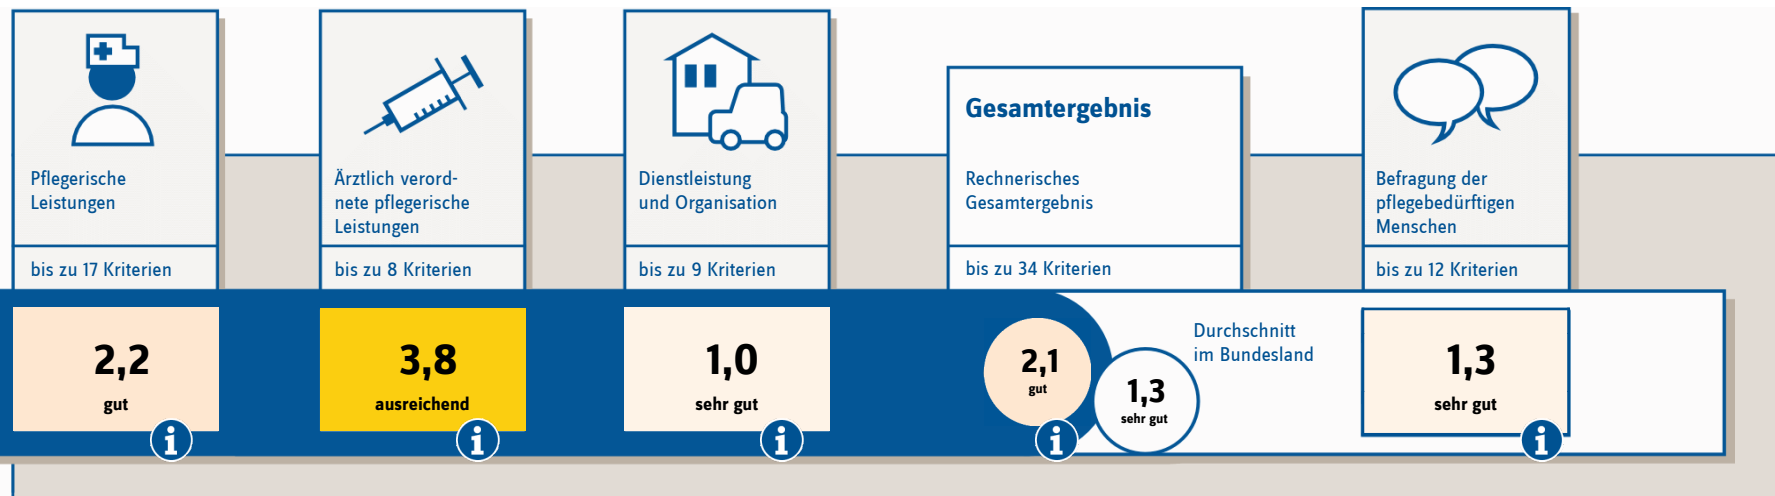 Pflegerische
Leistungen
bis zu 17 Kriterien
2,2
gut
i
Ärztlich verord-
nete pflegerische
Leistungen
bis zu 8 Kriterien
3,8
ausreichend
i
Dienstleistung
und Organisation
bis zu 9 Kriterien
1,0
sehr gut
i
Gesamtergebnis
Rechnerisches
Gesamtergebnis
bis zu 34 Kriterien
2,1
gut
i
Durchschnitt
im Bundesland
1,3
sehr gut
Befragung der
pflegebedürftigen
Menschen
bis zu 12 Kriterien
1,3
sehr gut
i